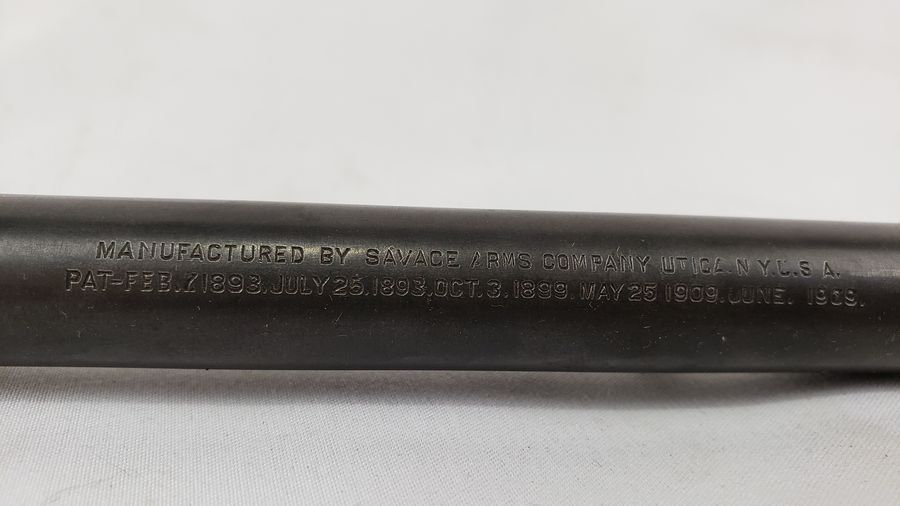 MANUFACTURED BY SAVAGE ARMS COMPANY UTICA. N.Y.U.S.A.
PAT-FEB.7.1893.JULY 25.1893.OCT.3.1899.MAY 25 1909.JUNE. 1909.